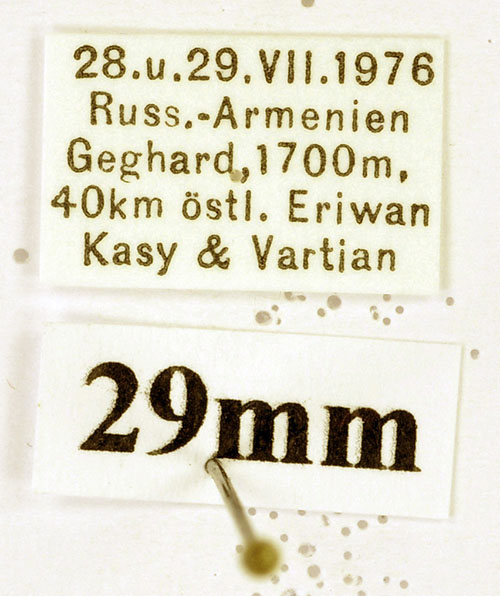 28.u.29.VII.1976
Russ.-Armenien
Geghard,1700m,
40km östl. Eriwan
Kasy & Vartian
29mm